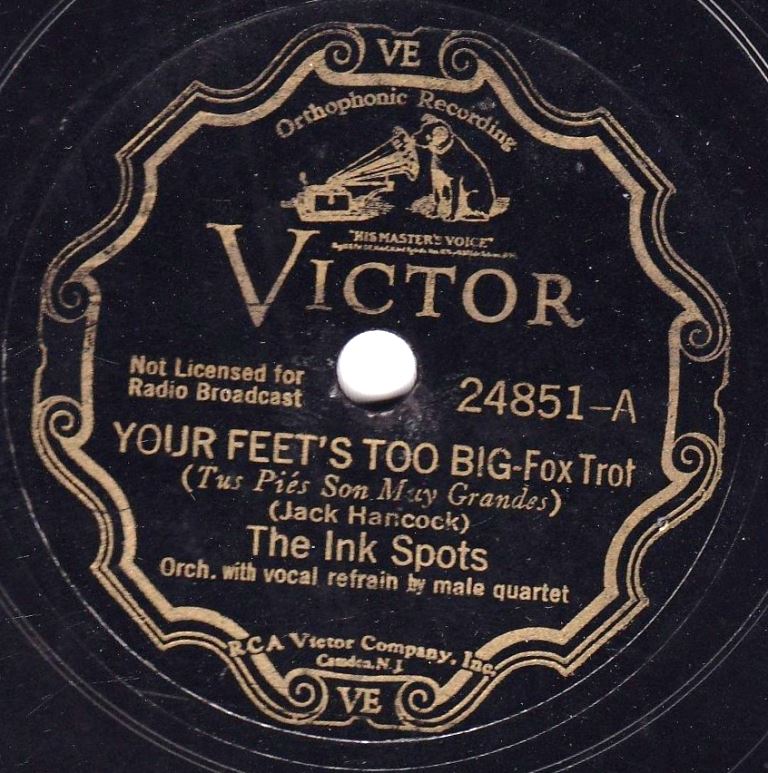 VE
Orthophonic Recording
"HIS MASTER'S VOICE"
VICTOR
Not Licensed for
Radio Broadcast
24851-A
YOUR FEET'S TOO BIG-Fox Trot
(Tus Piés Son Muy Grandes)
(Jack Hancock)
The Ink Spots
Orch. with vocal refrain by male quartet
RCA Victor Company, Inc.
Camden, N.J.
VE